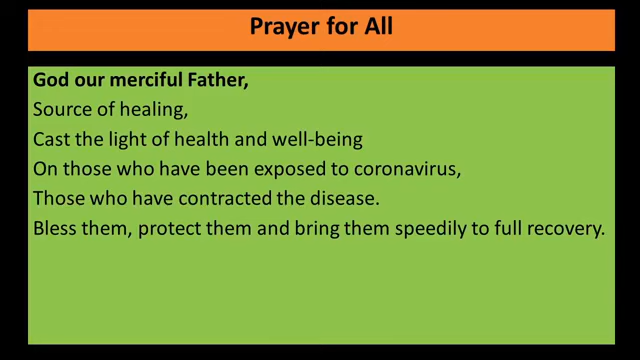 Prayer for All
God our merciful Father,
Source of healing,
Cast the light of health and well-being
On those who have been exposed to coronavirus,
Those who have contracted the disease.
Bless them, protect them and bring them speedily to full recovery.